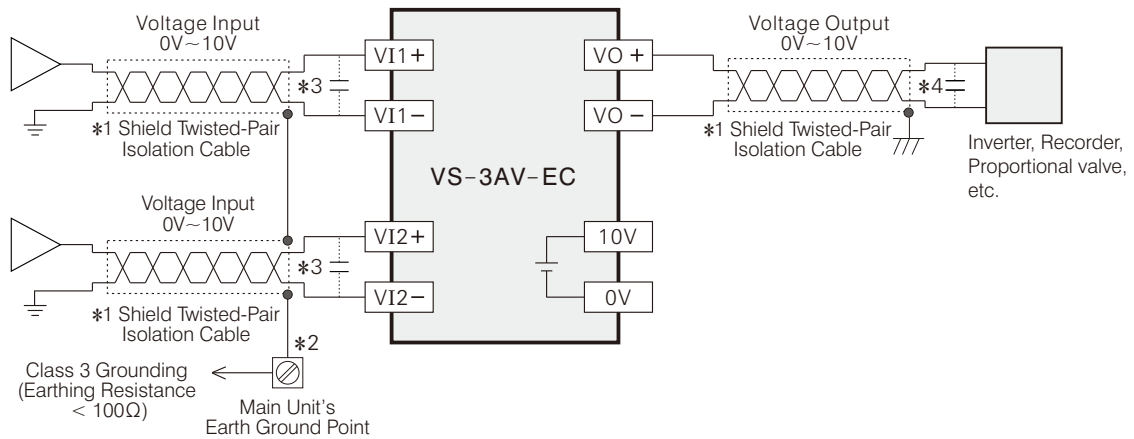 Voltage Input
0V~10V
VI1+
*3
VI1−
*1 Shield Twisted-Pair
Isolation Cable
Voltage Input
0V~10V
VI2+
*3
VI2−
*1 Shield Twisted-Pair
Isolation Cable
*2
Class 3 Grounding
(Earthing Resistance
< 100Ω)
Main Unit's
Earth Ground Point
VS-3AV-EC
VO +
VO −
10V
0V
Voltage Output
0V~10V
*4
*1 Shield Twisted-Pair
Isolation Cable
Inverter, Recorder,
Proportional valve,
etc.